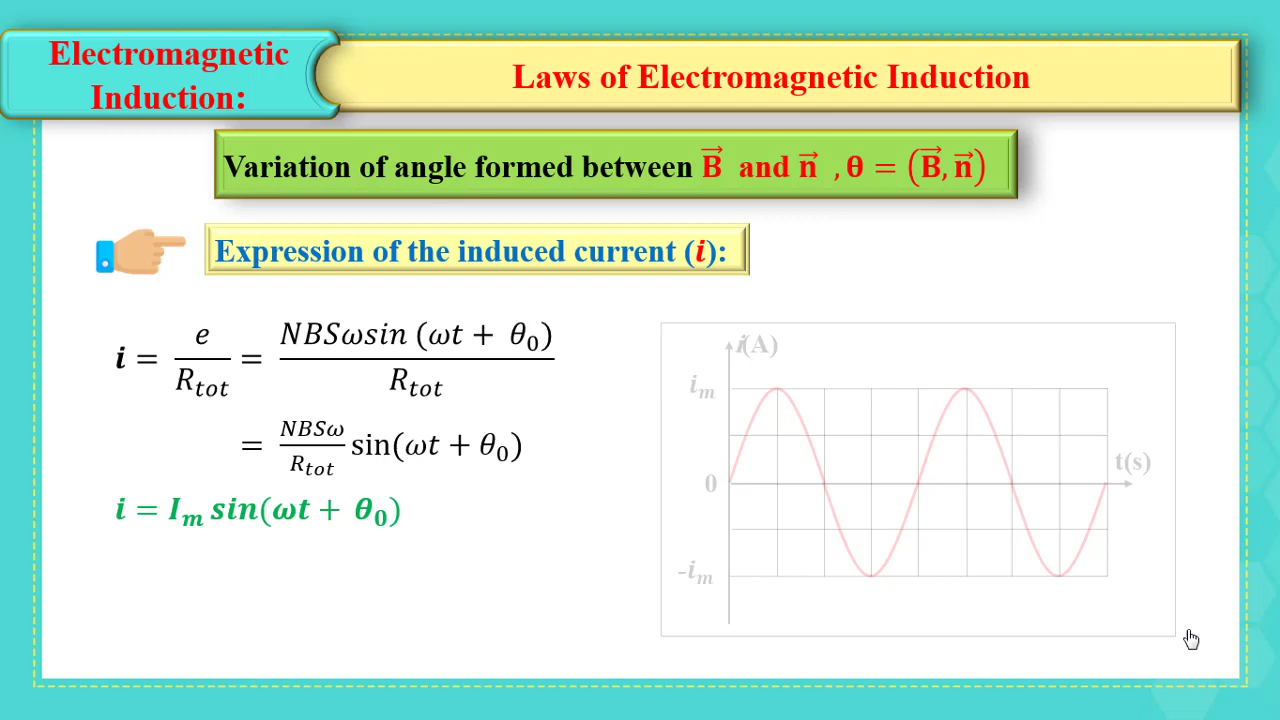 Electromagnetic
Induction:
Laws of Electromagnetic Induction
Variation of angle formed between B⃗ and n⃗ , θ = (B⃗, n⃗)
Expression of the induced current (i):
i = e / R_tot = NBSωsin (ωt + θ₀) / R_tot
= NBSω / R_tot sin(ωt + θ₀)
i = I_m sin(ωt + θ₀)
i(A)
i_m
t(s)
0
-i_m